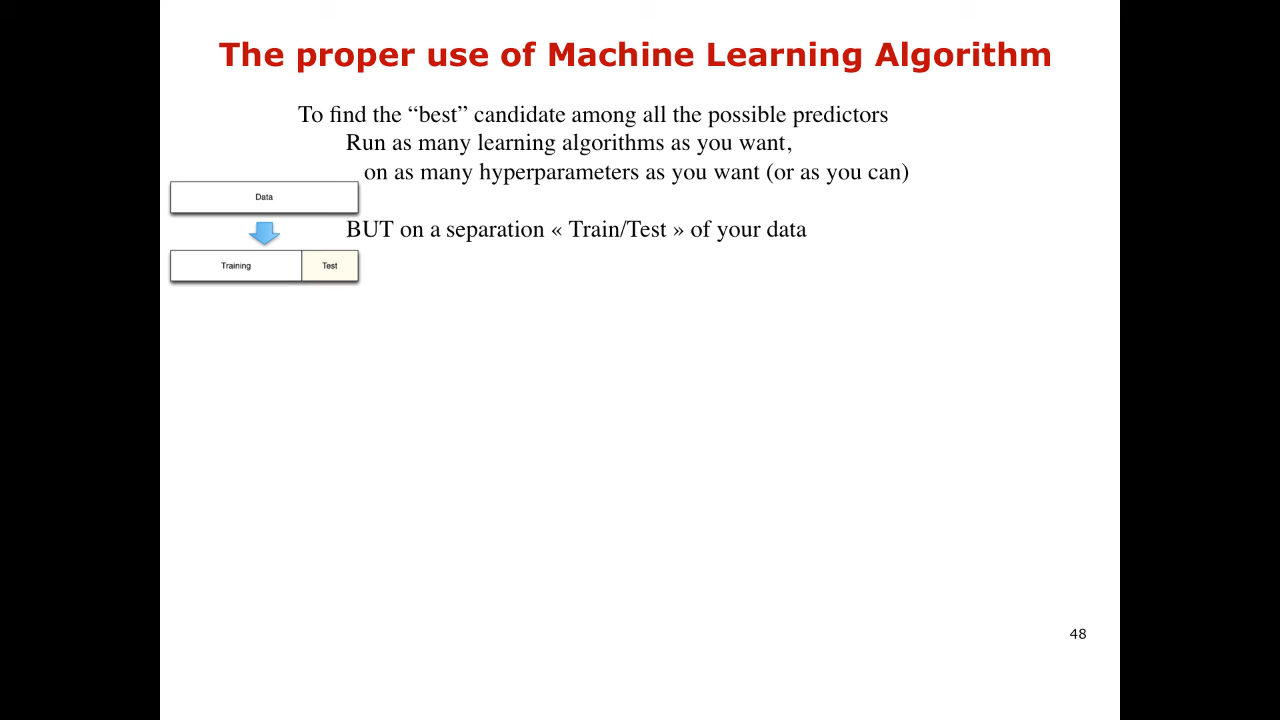 The proper use of Machine Learning Algorithm
To find the “best” candidate among all the possible predictors
Run as many learning algorithms as you want,
on as many hyperparameters as you want (or as you can)
Data
BUT on a separation « Train/Test » of your data
Training
Test
48